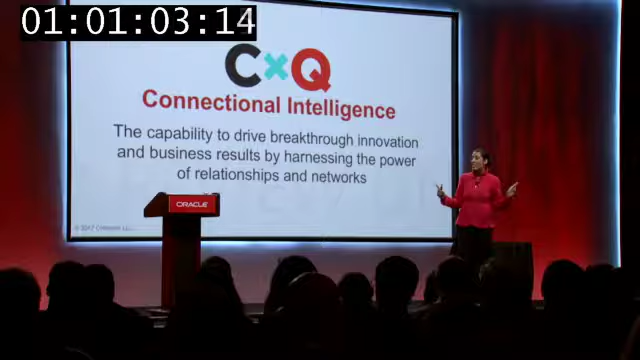 01:01:03:14
CxQ
Connectional Intelligence
The capability to drive breakthrough innovation
and business results by harnessing the power
of relationships and networks
ORACLE
© 2017